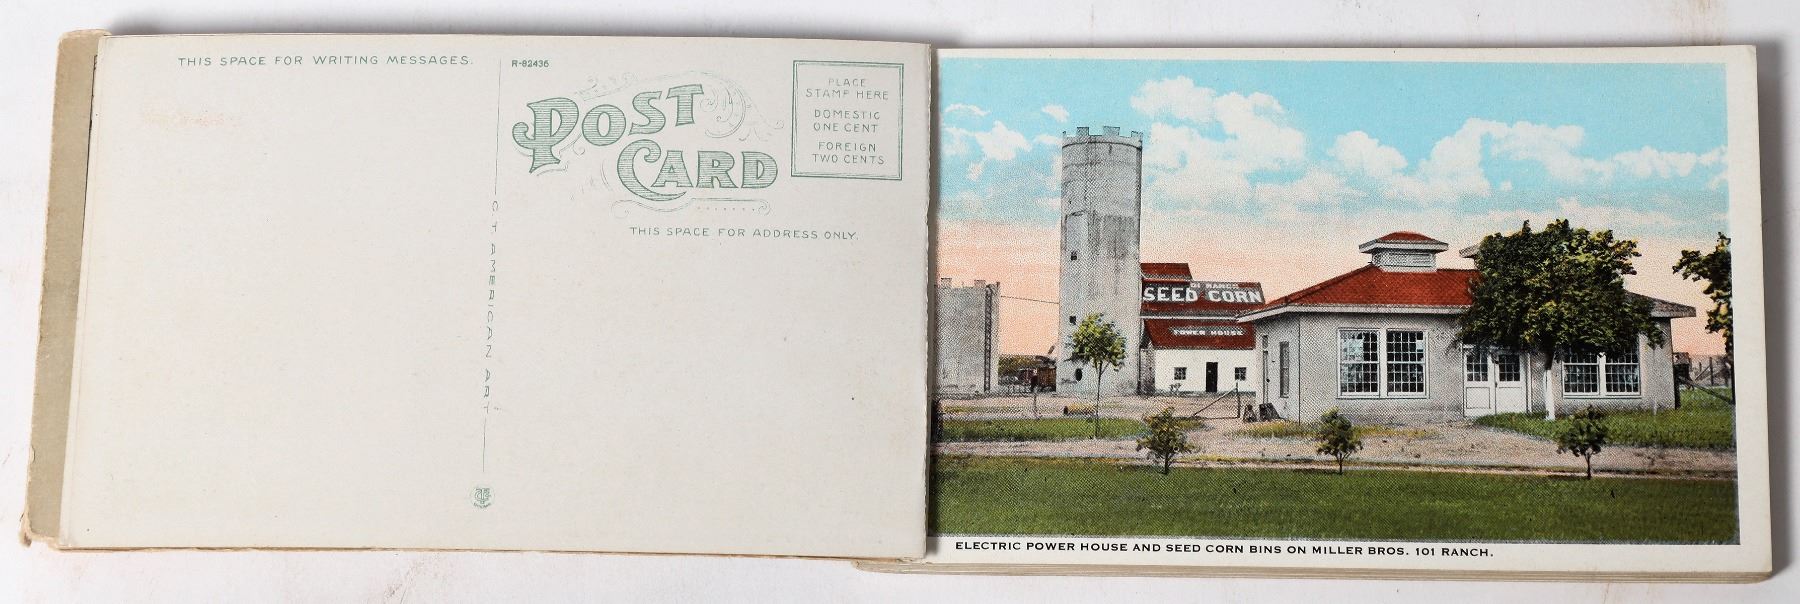 THIS SPACE FOR WRITING MESSAGES.
R-82436
POST
CARD
PLACE
STAMP HERE
DOMESTIC
ONE CENT
FOREIGN
TWO CENTS
THIS SPACE FOR ADDRESS ONLY.
C T AMERICAN ART
01 RANCH
SEED CORN
POWER HOUSE
ELECTRIC POWER HOUSE AND SEED CORN BINS ON MILLER BROS. 101 RANCH.